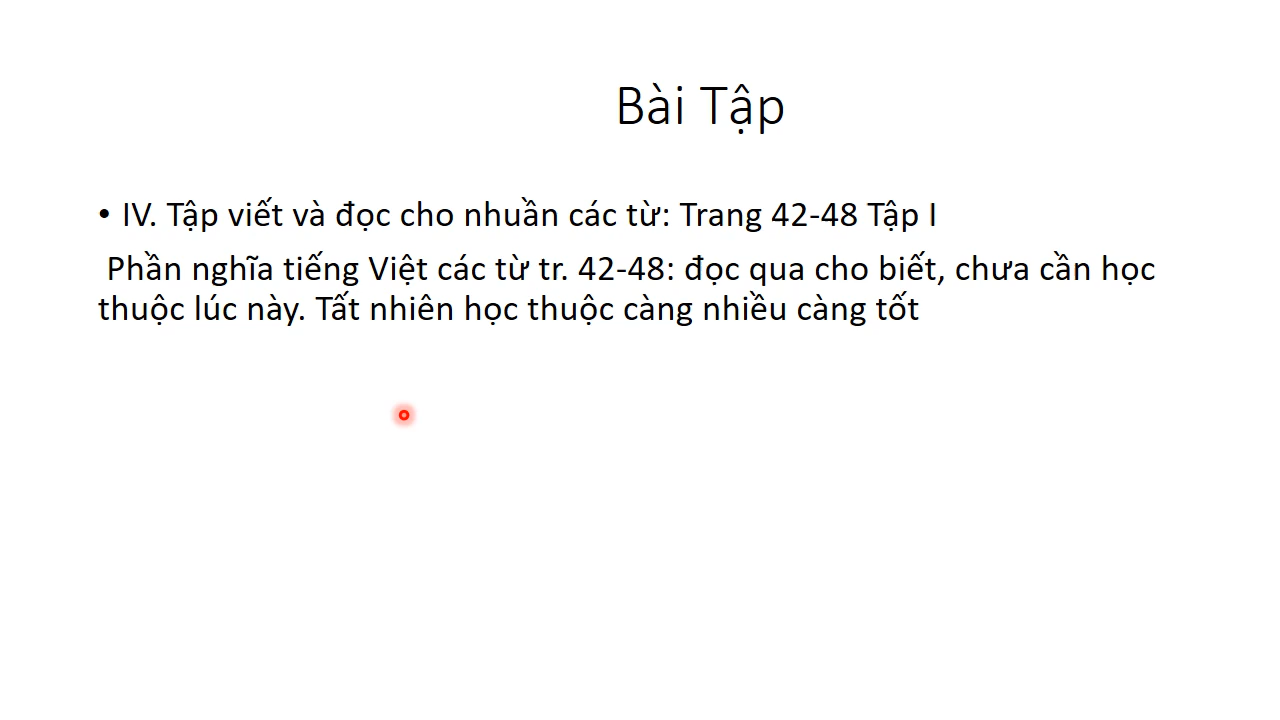 Bài Tập
• IV. Tập viết và đọc cho nhuần các từ: Trang 42-48 Tập I
Phần nghĩa tiếng Việt các từ tr. 42-48: đọc qua cho biết, chưa cần học
thuộc lúc này. Tất nhiên học thuộc càng nhiều càng tốt